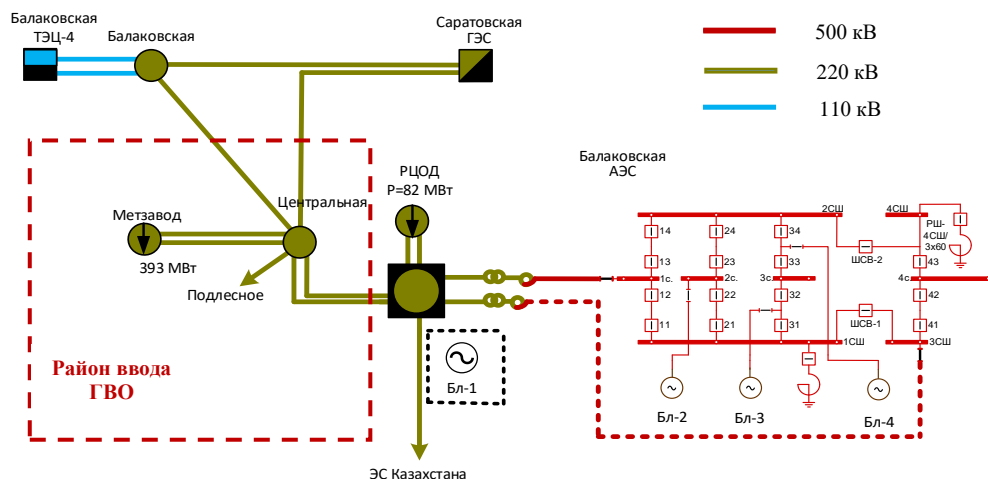 Балаковская
ТЭЦ-4
Балаковская
Саратовская
ГЭС
500 кВ
220 кВ
110 кВ
РЦОД
P=82 МВт
Балаковская
АЭС
Центральная
Метзавод
393 МВт
Подлесное
Район ввода
ГВО
Бл-1
ЭС Казахстана
2СШ
4СШ
РШ-
4СШ/
3х60
14
24
34
ШСВ-2
13
23
33
43
1с.
2с.
3с.
4с.
12
22
32
42
11
21
31
ШСВ-1
41
1СШ
3СШ
Бл-2
Бл-3
Бл-4